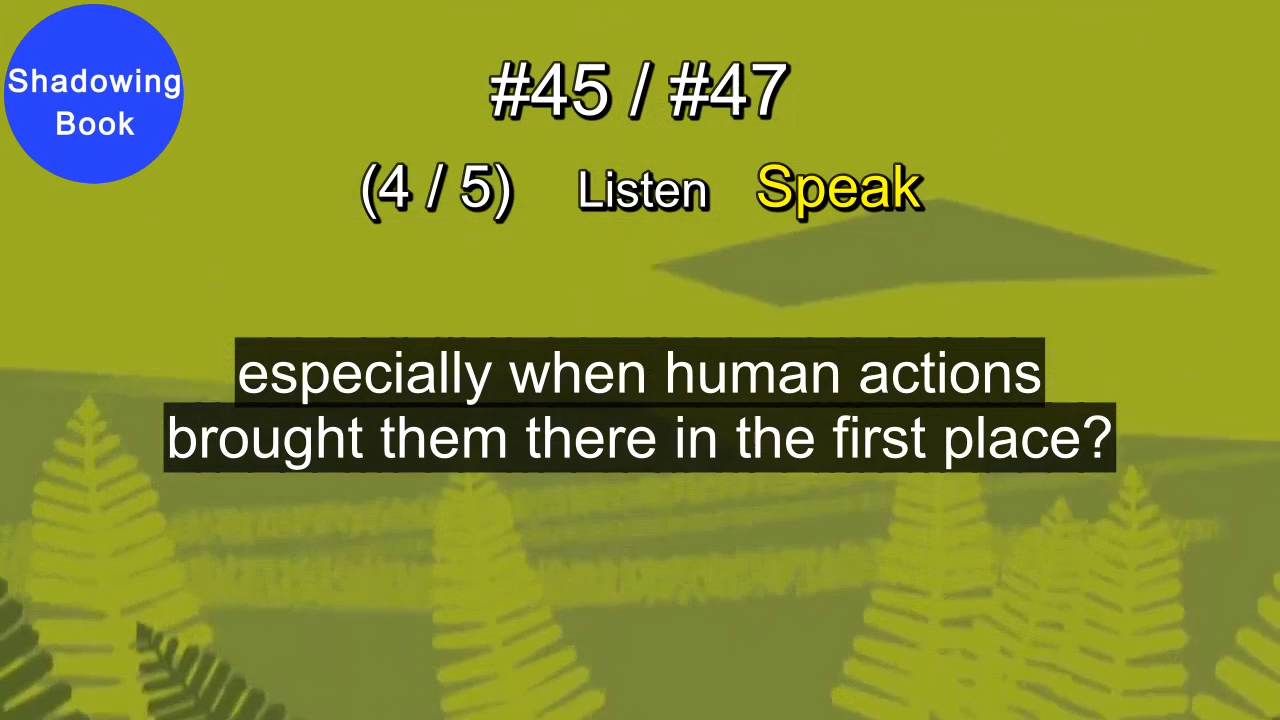 Shadowing
Book
#45 / #47
(4 / 5) Listen Speak
especially when human actions
brought them there in the first place?